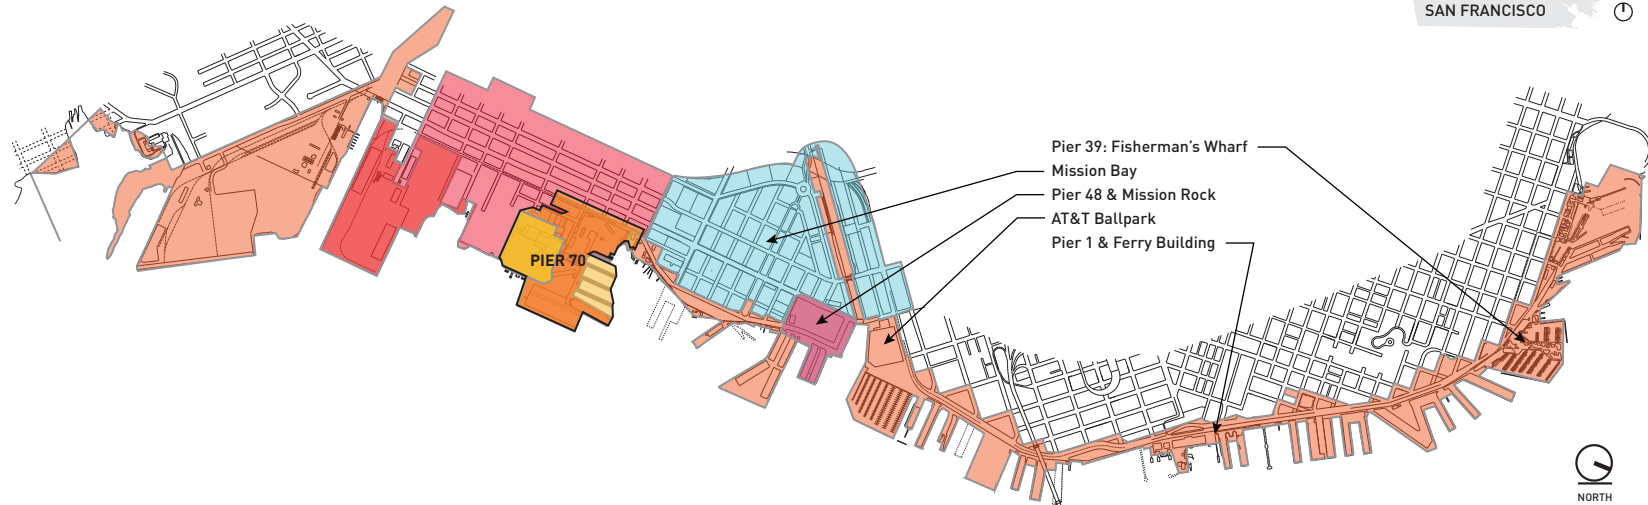 SAN FRANCISCO
Pier 39: Fisherman's Wharf
Mission Bay
Pier 48 & Mission Rock
AT&T Ballpark
Pier 1 & Ferry Building
PIER 70
NORTH